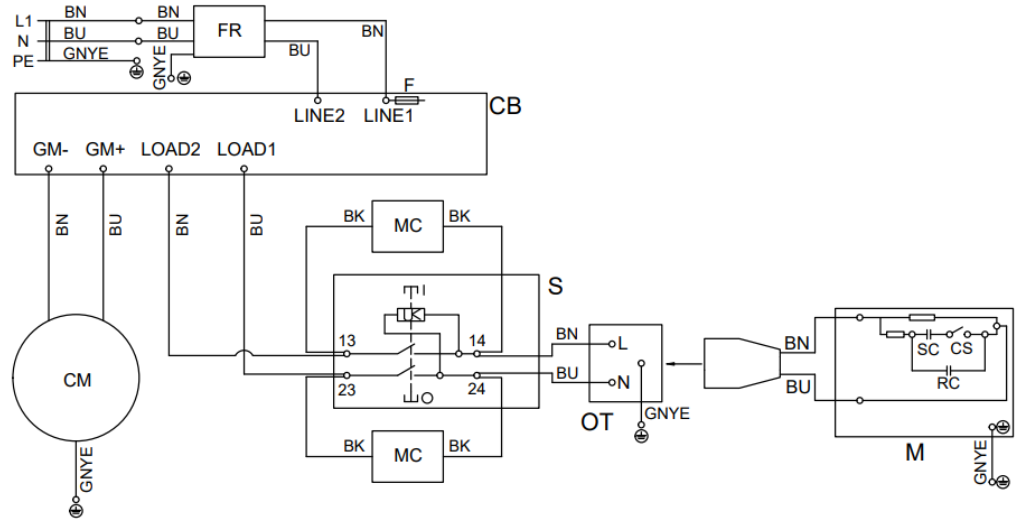 L1 BN BN
N BU BU
PE GNYE
GNYE
FR
BN
BU
F
CB
LINE2 LINE1
GM- GM+ LOAD2 LOAD1
BN BU BN BU
BK MC BK
S
I
13 14
23 24
O
BK MC BK
CM
GNYE
BN
BU
L
N
OT
GNYE
BN
BU
SC CS
RC
M
GNYE